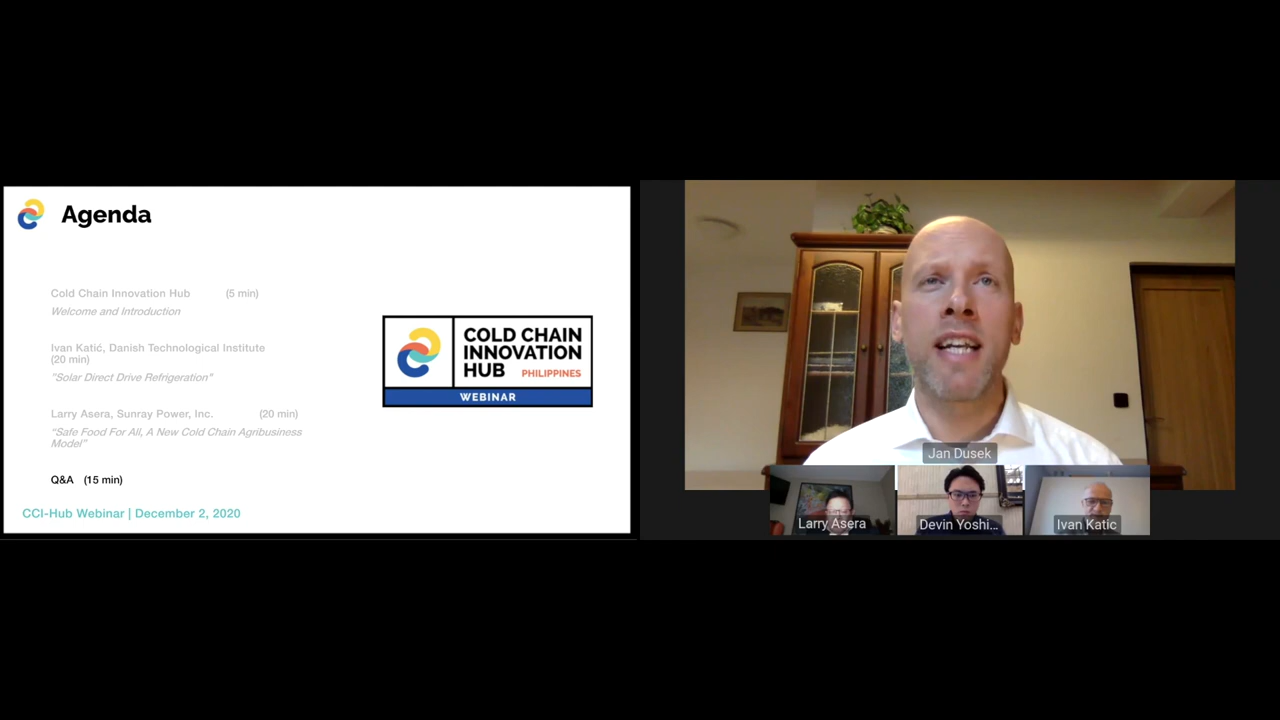 Agenda
Cold Chain Innovation Hub (5 min)
Welcome and Introduction
Ivan Katić, Danish Technological Institute
(20 min)
"Solar Direct Drive Refrigeration"
Larry Asera, Sunray Power, Inc. (20 min)
"Safe Food For All, A New Cold Chain Agribusiness
Model"
Q&A (15 min)
CCI-Hub Webinar | December 2, 2020
COLD CHAIN
INNOVATION
HUB PHILIPPINES
WEBINAR
Jan Dusek
Larry Asera
Devin Yoshi...
Ivan Katic